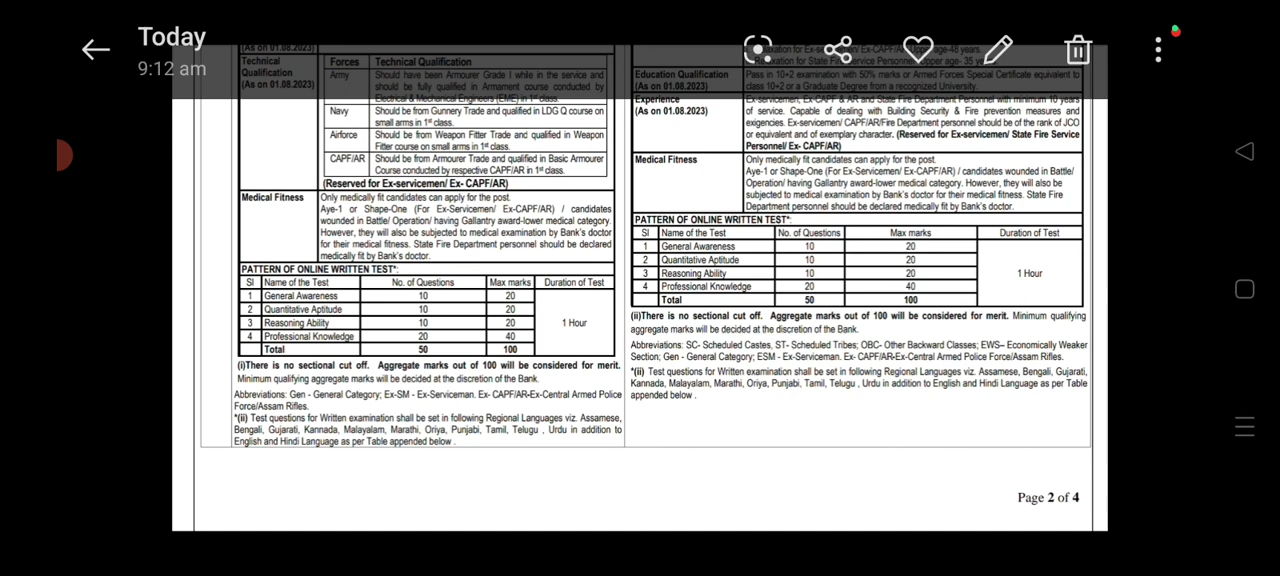 Today
9:12 am
(As on 01.08.2023)
Technical
Qualification
(As on 01.08.2023)
Forces Technical Qualification
Army Should have been Armourer Grade I while in the service and
should be fully qualified in Armament course conducted by
Electrical & Mechanical Engineers (EME) in 1st class.
Navy Should be from Gunnery Trade and qualified in LDG Q course on
small arms in 1st class.
Airforce Should be from Weapon Fitter Trade and qualified in Weapon
Fitter course on small arms in 1st class.
CAPF/AR Should be from Armourer Trade and qualified in Basic Armourer
Course conducted by respective CAPF/AR in 1st class.
(Reserved for Ex-servicemen/ Ex- CAPF/AR)
Medical Fitness Only medically fit candidates can apply for the post.
Aye-1 or Shape-One (For Ex-Servicemen/ Ex-CAPF/AR) / candidates
wounded in Battle/ Operation/ having Gallantry award-lower medical category.
However, they will also be subjected to medical examination by Bank's doctor
for their medical fitness. State Fire Department personnel should be declared
medically fit by Bank's doctor.
PATTERN OF ONLINE WRITTEN TEST*:
Sl Name of the Test No. of Questions Max marks Duration of Test
1 General Awareness 10 20
2 Quantitative Aptitude 10 20
3 Reasoning Ability 10 20 1 Hour
4 Professional Knowledge 20 40
Total 50 100
(i)There is no sectional cut off. Aggregate marks out of 100 will be considered for merit.
Minimum qualifying aggregate marks will be decided at the discretion of the Bank.
Abbreviations: Gen - General Category; Ex-SM - Ex-Serviceman. Ex- CAPF/AR-Ex-Central Armed Police
Force/Assam Rifles.
*(ii) Test questions for Written examination shall be set in following Regional Languages viz. Assamese,
Bengali, Gujarati, Kannada, Malayalam, Marathi, Oriya, Punjabi, Tamil, Telugu , Urdu in addition to
English and Hindi Language as per Table appended below .
for Ex-servicemen/ Ex-CAPF/AR age-48 years.
for State Fire Service Personnel upper age- 35
Education Qualification
(As on 01.08.2023)
Pass in 10+2 examination with 50% marks or Armed Forces Special Certificate equivalent to
class 10+2 or a Graduate Degree from a recognized University.
Experience
(As on 01.08.2023)
Ex-servicemen, Ex-CAPF & AR and State Fire Department Personnel with minimum 10 years
of service. Capable of dealing with Building Security & Fire prevention measures and
exigencies. Ex-servicemen/ CAPF/AR/Fire Department personnel should be of the rank of JCO
or equivalent and of exemplary character. (Reserved for Ex-servicemen/ State Fire Service
Personnel/ Ex- CAPF/AR)
Medical Fitness Only medically fit candidates can apply for the post.
Aye-1 or Shape-One (For Ex-Servicemen/ Ex-CAPF/AR) / candidates wounded in Battle/
Operation/ having Gallantry award-lower medical category. However, they will also be
subjected to medical examination by Bank's doctor for their medical fitness. State Fire
Department personnel should be declared medically fit by Bank's doctor.
PATTERN OF ONLINE WRITTEN TEST*:
Sl Name of the Test No. of Questions Max marks Duration of Test
1 General Awareness 10 20
2 Quantitative Aptitude 10 20
3 Reasoning Ability 10 20 1 Hour
4 Professional Knowledge 20 40
Total 50 100
(ii)There is no sectional cut off. Aggregate marks out of 100 will be considered for merit. Minimum qualifying
aggregate marks will be decided at the discretion of the Bank.
Abbreviations: SC- Scheduled Castes, ST- Scheduled Tribes; OBC- Other Backward Classes; EWS– Economically Weaker
Section; Gen - General Category; ESM - Ex-Serviceman. Ex- CAPF/AR-Ex-Central Armed Police Force/Assam Rifles.
*(ii) Test questions for Written examination shall be set in following Regional Languages viz. Assamese, Bengali, Gujarati,
Kannada, Malayalam, Marathi, Oriya, Punjabi, Tamil, Telugu , Urdu in addition to English and Hindi Language as per Table
appended below .
Page 2 of 4